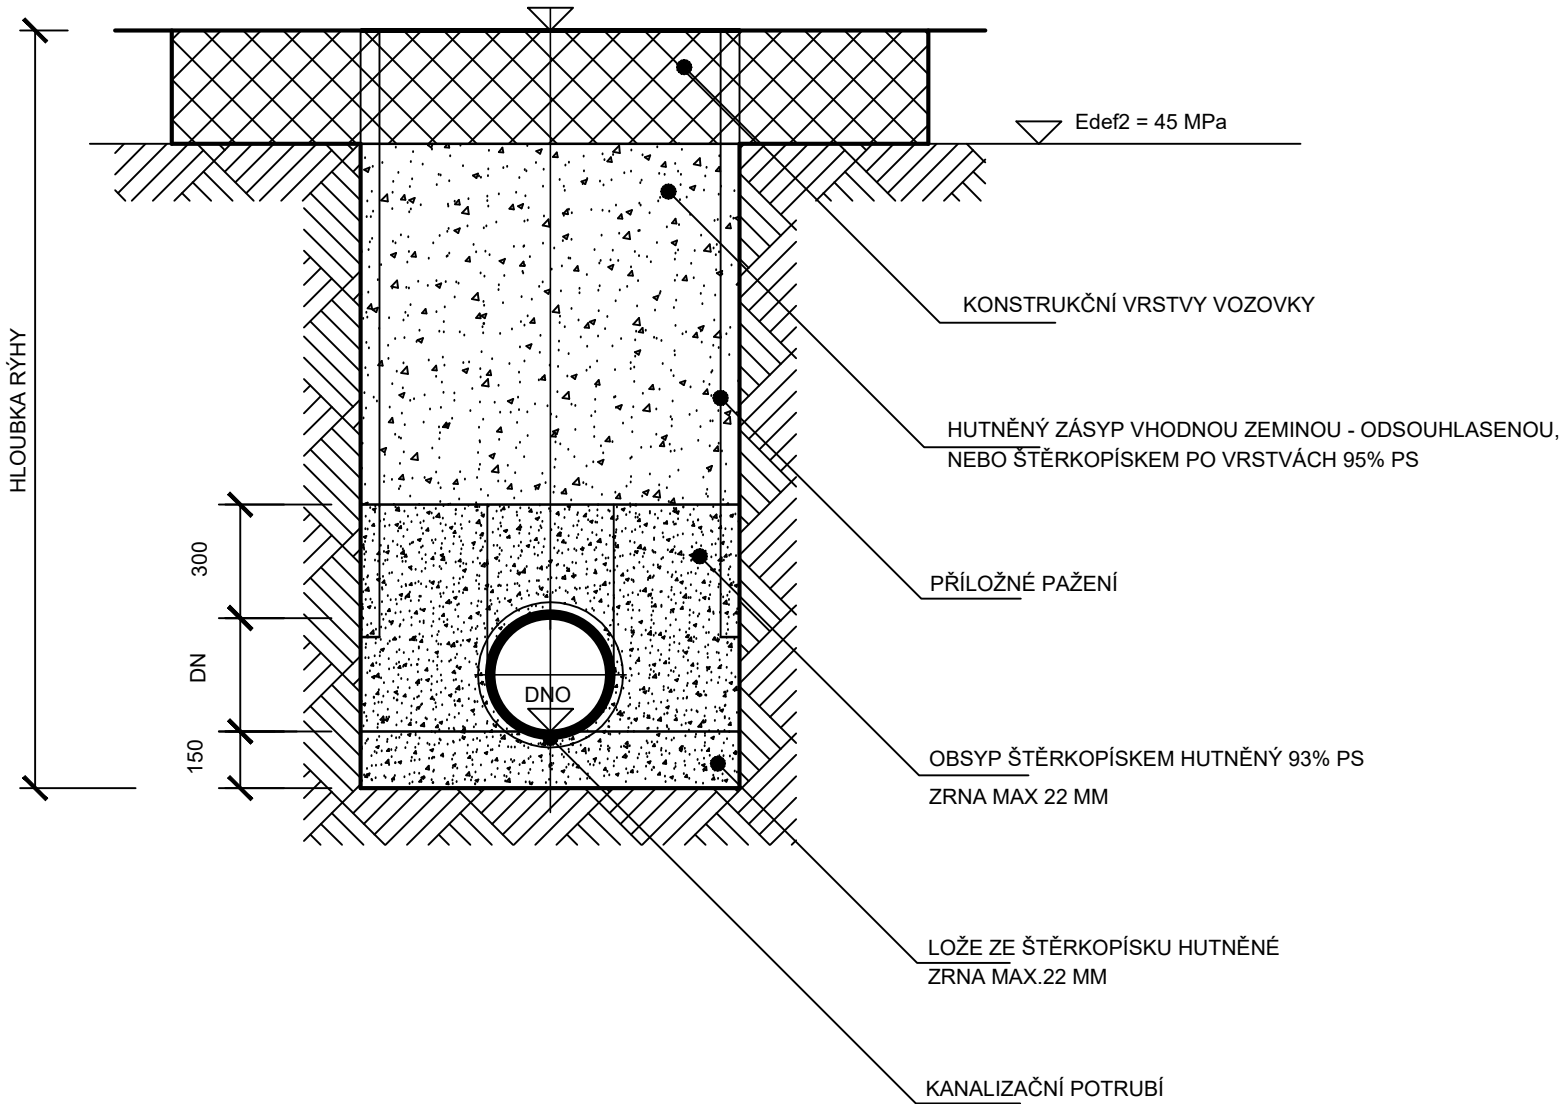 Edef2 = 45 MPa
KONSTRUKČNÍ VRSTVY VOZOVKY
HLOUBKA RÝHY
HUTNĚNÝ ZÁSYP VHODNOU ZEMINOU - ODSOUHLASENOU,
NEBO ŠTĚRKOPÍSKEM PO VRSTVÁCH 95% PS
300
PŘÍLOŽNÉ PAŽENÍ
DN
DNO
150
OBSYP ŠTĚRKOPÍSKEM HUTNĚNÝ 93% PS
ZRNA MAX 22 MM
LOŽE ZE ŠTĚRKOPÍSKU HUTNĚNÉ
ZRNA MAX.22 MM
KANALIZAČNÍ POTRUBÍ